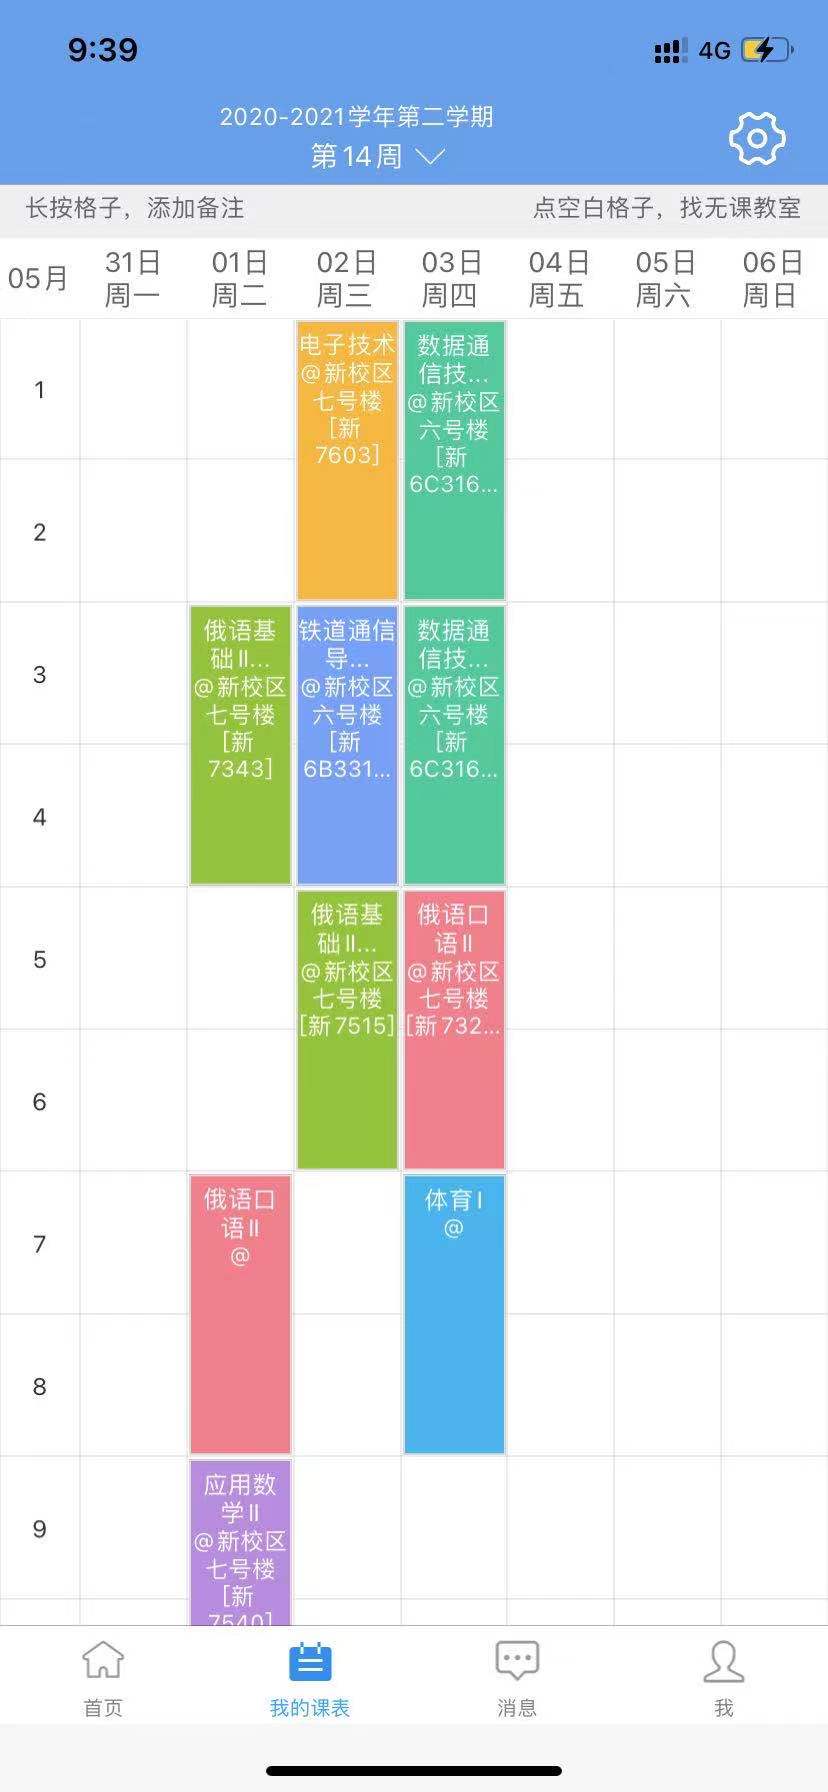 9:39
4G
2020-2021学年第二学期
第14周
长按格子，添加备注
点空白格子，找无课教室
05月
31日
周一
01日
周二
02日
周三
03日
周四
04日
周五
05日
周六
06日
周日
1
电子技术
@新校区
七号楼
[新
7603]
数据通
信技...
@新校区
六号楼
[新
6C316...
2
3
俄语基
础II...
@新校区
七号楼
[新
7343]
铁道通信
导...
@新校区
六号楼
[新
6B331...
数据通
信技...
@新校区
六号楼
[新
6C316...
4
5
俄语基
础II...
@新校区
七号楼
[新7515]
俄语口
语II
@新校区
七号楼
[新732...
6
7
俄语口
语II
@
体育I
@
8
9
应用数
学II
@新校区
七号楼
[新
7540]
首页
我的课表
消息
我